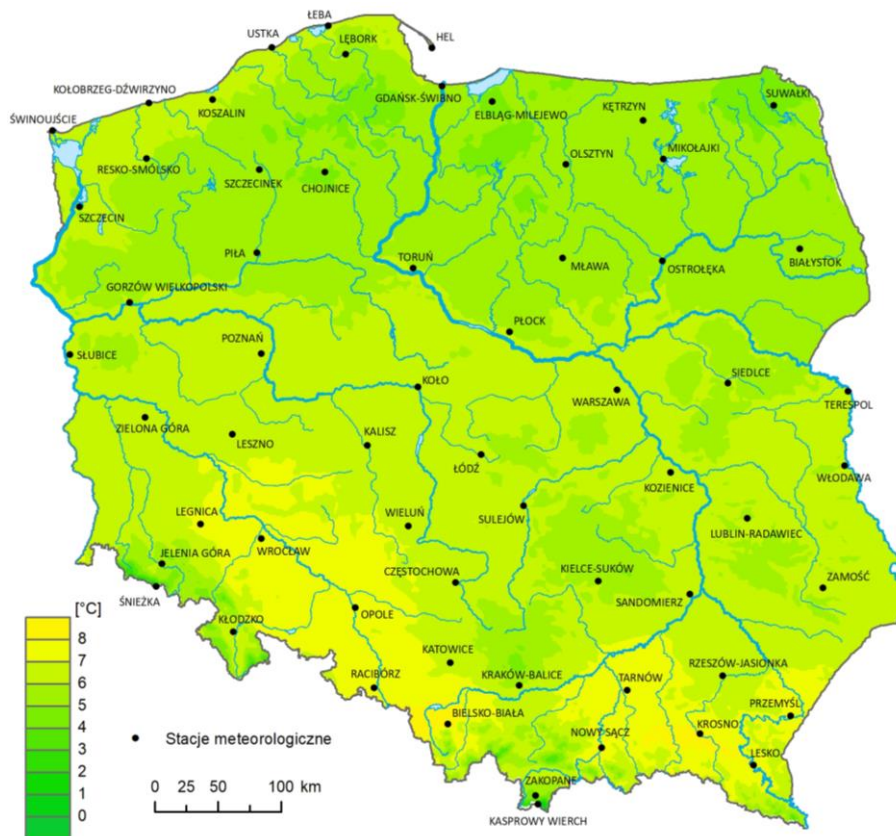 ŁEBA
USTKA
HEL
LĘBORK
KOŁOBRZEG-DŹWIRZYNO
GDAŃSK-ŚWIBNO
SUWAŁKI
KOSZALIN
ELBLĄG-MILEJEWO
KĘTRZYN
ŚWINOUJŚCIE
MIKOŁAJKI
RESKO-SMÓLSKO
OLSZTYN
SZCZECINEK
CHOJNICE
SZCZECIN
PIŁA
TORUŃ
MŁAWA
BIAŁYSTOK
OSTROŁĘKA
GORZÓW WIELKOPOLSKI
PŁOCK
POZNAŃ
SŁUBICE
SIEDLCE
KOŁO
WARSZAWA
TERESPOL
ZIELONA GÓRA
KALISZ
LESZNO
ŁÓDŹ
WŁODAWA
KOZIENICE
LEGNICA
WIELUŃ
SULEJÓW
LUBLIN-RADAWIEC
WROCŁAW
JELENIA GÓRA
KIELCE-SUKÓW
CZĘSTOCHOWA
ZAMOŚĆ
ŚNIEŻKA
SANDOMIERZ
[°C]
KŁODZKO
OPOLE
8
7
KATOWICE
RZESZÓW-JASIONKA
6
RACIBÓRZ
KRAKÓW-BALICE
TARNÓW
5
PRZEMYŚL
4
BIELSKO-BIAŁA
KROSNO
3
Stacje meteorologiczne
NOWY SĄCZ
LESKO
2
1
ZAKOPANE
0
0 25 50 100 km
KASPROWY WIERCH